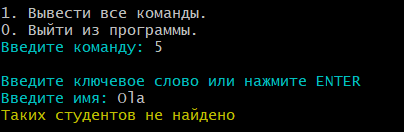 1. Вывести все команды.
0. Выйти из программы.
Введите команду: 5
Введите ключевое слово или нажмите ENTER
Введите имя: Ola
Таких студентов не найдено